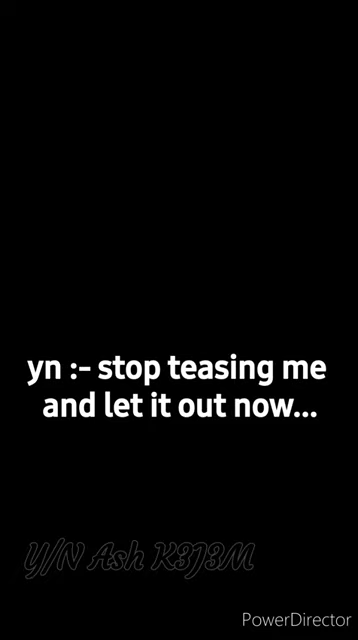 yn :- stop teasing me
and let it out now...
Y/N Ash K3J3M
PowerDirector